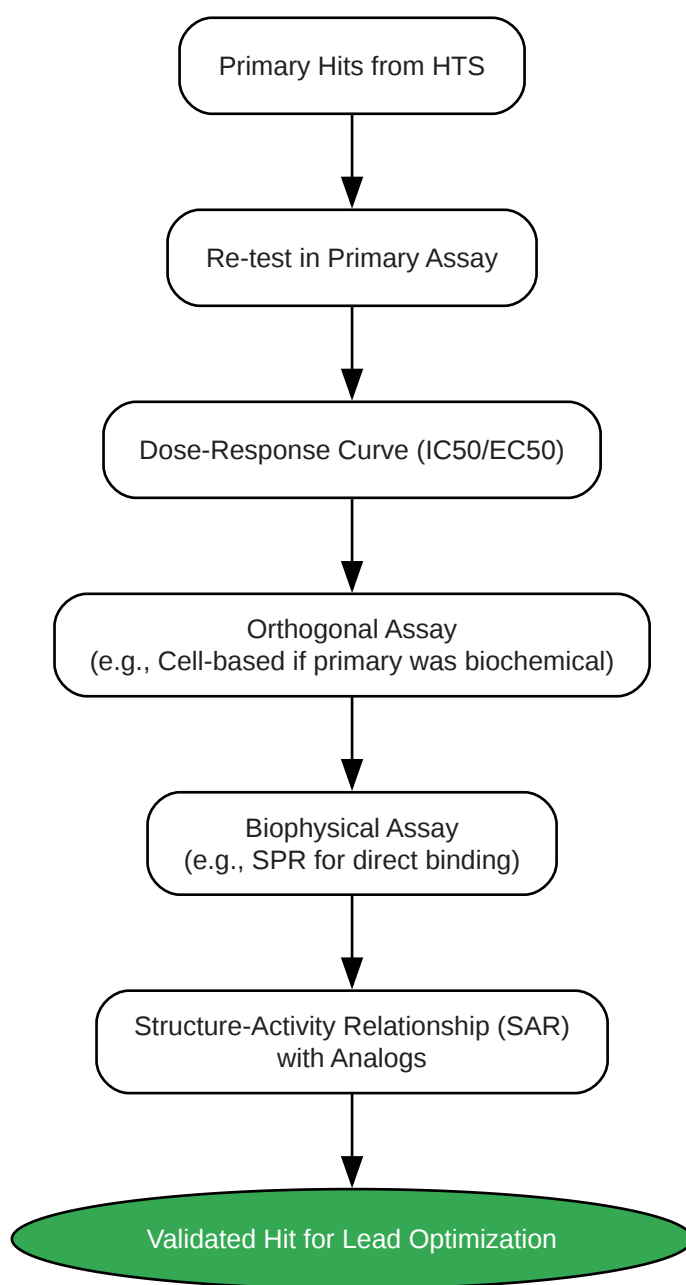 Primary Hits from HTS
Re-test in Primary Assay
Dose-Response Curve (IC50/EC50)
Orthogonal Assay
(e.g., Cell-based if primary was biochemical)
Biophysical Assay
(e.g., SPR for direct binding)
Structure-Activity Relationship (SAR)
with Analogs
Validated Hit for Lead Optimization